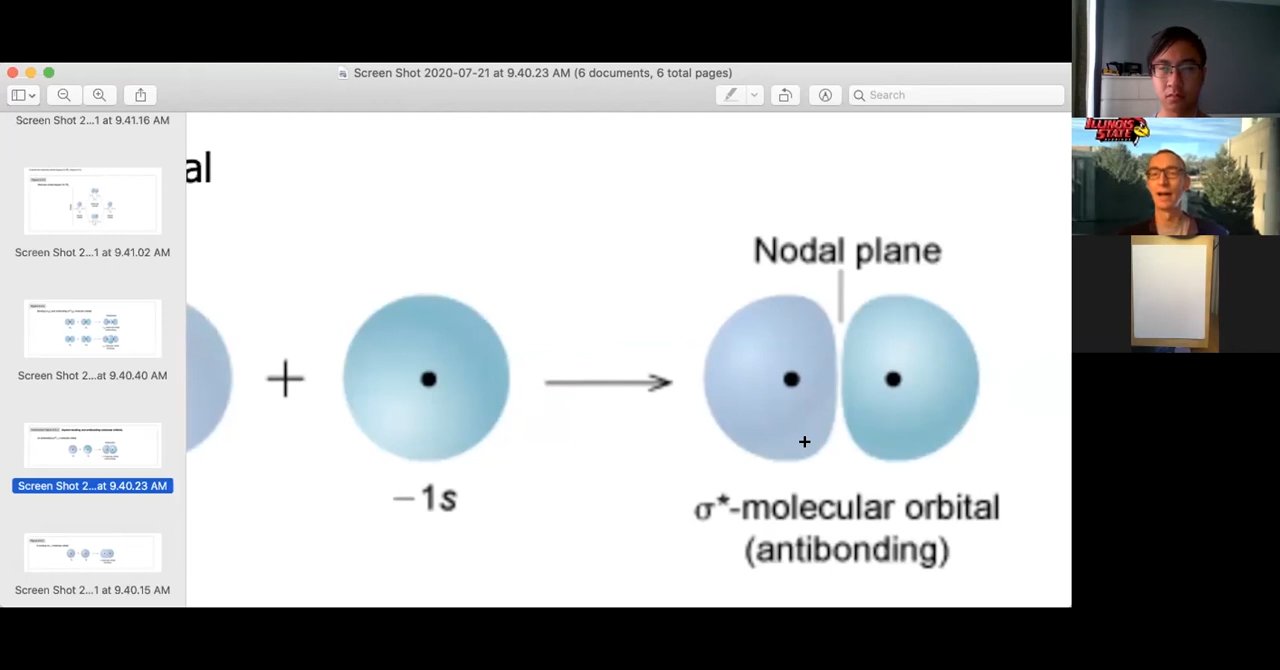 Screen Shot 2020-07-21 at 9.40.23 AM (6 documents, 6 total pages)
Search
Screen Shot 2...1 at 9.41.16 AM
Screen Shot 2...1 at 9.41.02 AM
Screen Shot 2...at 9.40.40 AM
Screen Shot 2...at 9.40.23 AM
Screen Shot 2...1 at 9.40.15 AM
al
Nodal plane
+
−1s
σ*-molecular orbital
(antibonding)
ILLINOIS
STATE